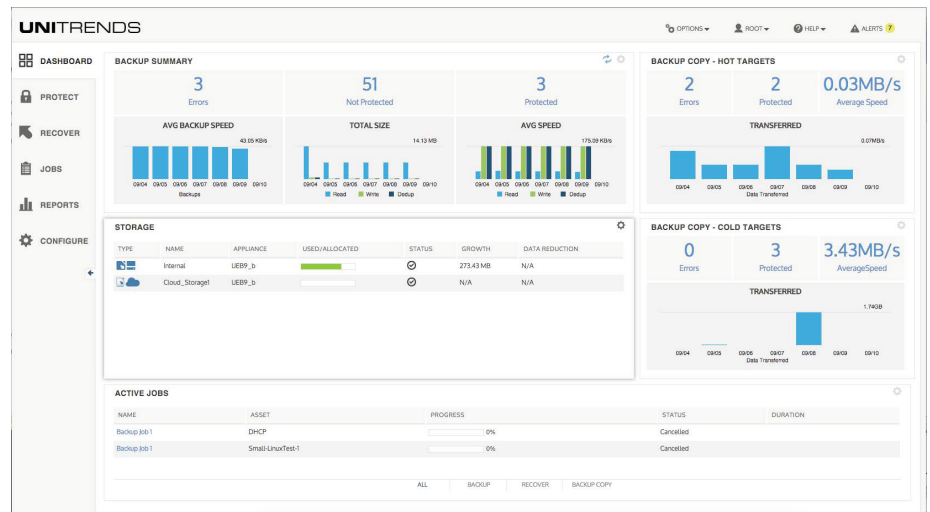 UNITRENDS
OPTIONS ROOT HELP ALERTS 7
DASHBOARD
PROTECT
RECOVER
JOBS
REPORTS
CONFIGURE
BACKUP SUMMARY
3 51 3
Errors Not Protected Protected
AVG BACKUP SPEED TOTAL SIZE AVG SPEED
43.05 KB/s 14.13 MB 175.09 KB/s
09/04 09/05 09/06 09/07 09/08 09/09 09/10 09/04 09/05 09/06 09/07 09/08 09/09 09/10 09/04 09/05 09/06 09/07 09/08 09/09 09/10
Backups Read Write Dedup Read Write Dedup
BACKUP COPY - HOT TARGETS
2 2 0.03MB/s
Errors Protected Average Speed
TRANSFERRED
0.07MB/s
09/04 09/05 09/06 09/07 09/08 09/09 09/10
Data Transferred
STORAGE
TYPE NAME APPLIANCE USED/ALLOCATED STATUS GROWTH DATA REDUCTION
Internal UEB9_b 273.43 MB N/A
Cloud_Storage1 UEB9_b N/A N/A
BACKUP COPY - COLD TARGETS
0 3 3.43MB/s
Errors Protected AverageSpeed
TRANSFERRED
1.74GB
09/04 09/05 09/06 09/07 09/08 09/09 09/10
Data Transferred
ACTIVE JOBS
NAME ASSET PROGRESS STATUS DURATION
Backup Job 1 DHCP 0% Cancelled
Backup Job 1 Small-LinuxTest-1 0% Cancelled
ALL BACKUP RECOVER BACKUP COPY